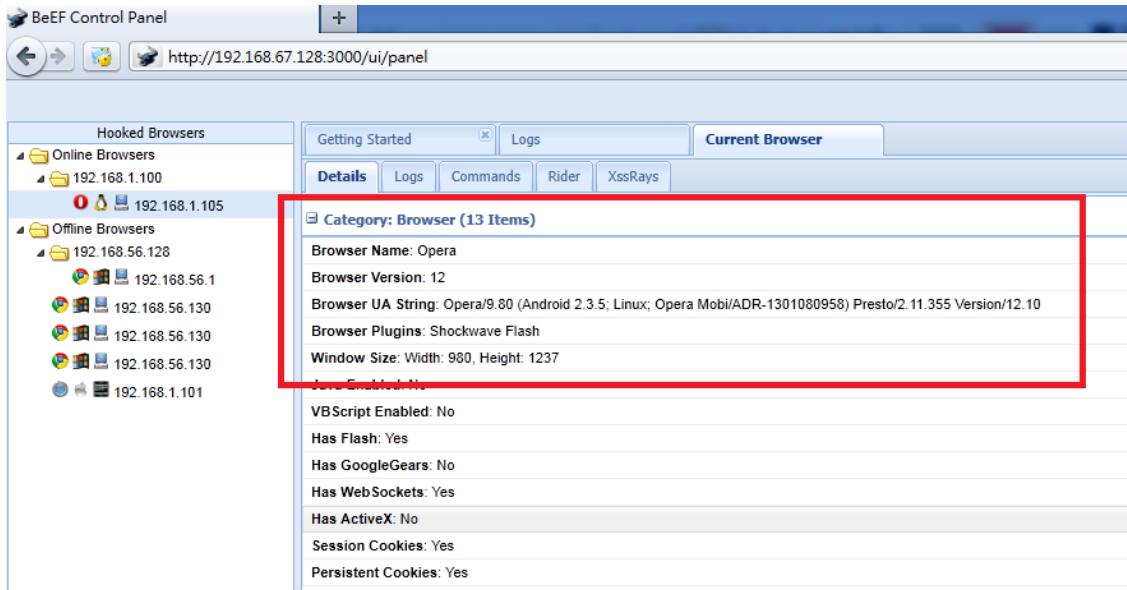 BeEF Control Panel
http://192.168.67.128:3000/ui/panel
Hooked Browsers
Online Browsers
192.168.1.100
192.168.1.105
Offline Browsers
192.168.56.128
192.168.56.1
192.168.56.130
192.168.56.130
192.168.56.130
192.168.1.101
Getting Started Logs Current Browser
Details Logs Commands Rider XssRays
Category: Browser (13 Items)
Browser Name: Opera
Browser Version: 12
Browser UA String: Opera/9.80 (Android 2.3.5; Linux; Opera Mobi/ADR-1301080958) Presto/2.11.355 Version/12.10
Browser Plugins: Shockwave Flash
Window Size: Width: 980, Height: 1237
Java Enabled: No
VBScript Enabled: No
Has Flash: Yes
Has GoogleGears: No
Has WebSockets: Yes
Has ActiveX: No
Session Cookies: Yes
Persistent Cookies: Yes